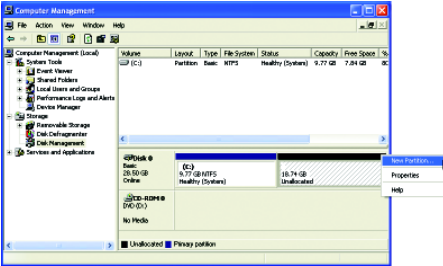 Computer Management
File Action View Window Help
Computer Management (Local)
System Tools
Event Viewer
Shared Folders
Local Users and Groups
Performance Logs and Alerts
Device Manager
Storage
Removable Storage
Disk Defragmenter
Disk Management
Services and Applications
Volume Layout Type File System Status Capacity Free Space %
(C:) Partition Basic NTFS Healthy (System) 9.77 GB 7.84 GB 80
Disk 0
Basic
28.50 GB
Online
(C:)
9.77 GB NTFS
Healthy (System)
18.74 GB
Unallocated
New Partition...
Properties
Help
CD-ROM 0
DVD (D:)
No Media
Unallocated Primary partition